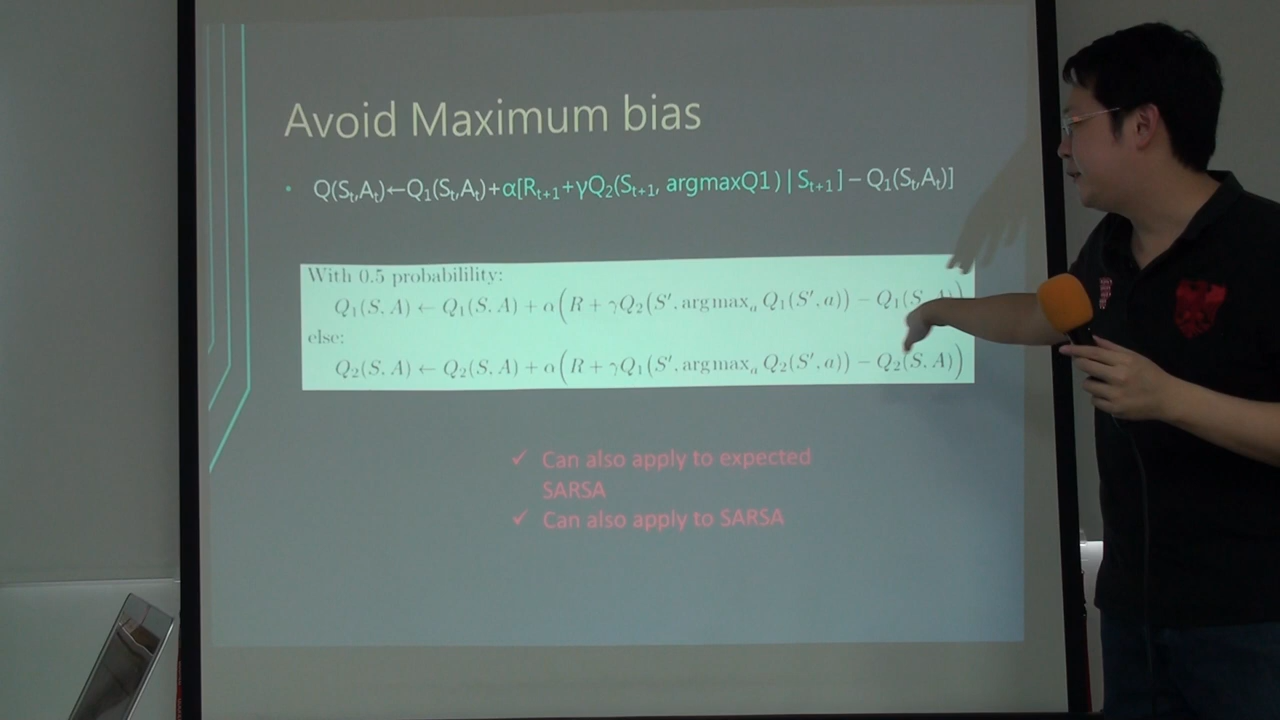 Avoid Maximum bias
• Q(Sₜ,Aₜ)←Q₁(Sₜ,Aₜ)+α[Rₜ₊₁+γQ₂(Sₜ₊₁, argmaxQ1) | Sₜ₊₁] − Q₁(Sₜ,Aₜ)]
With 0.5 probabilility:
Q₁(S, A) ← Q₁(S, A) + α(R + γQ₂(S′, argmaxₐ Q₁(S′, a)) − Q₁(S, A))
else:
Q₂(S, A) ← Q₂(S, A) + α(R + γQ₁(S′, argmaxₐ Q₂(S′, a)) − Q₂(S, A))
✓ Can also apply to expected
SARSA
✓ Can also apply to SARSA